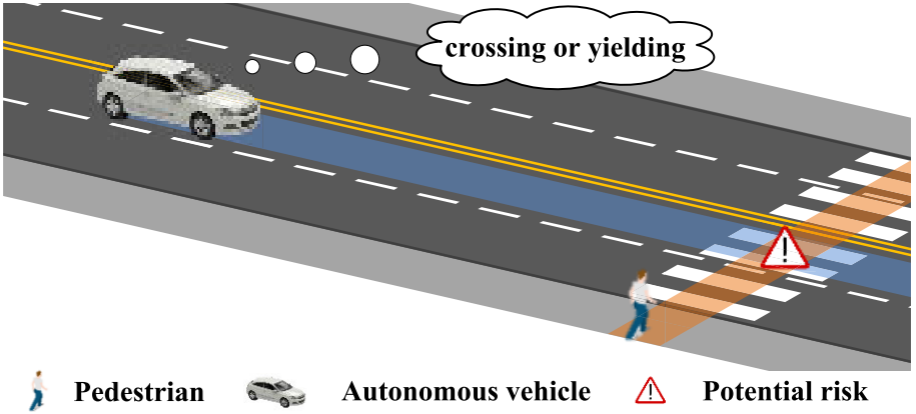 crossing or yielding
Pedestrian
Autonomous vehicle
Potential risk